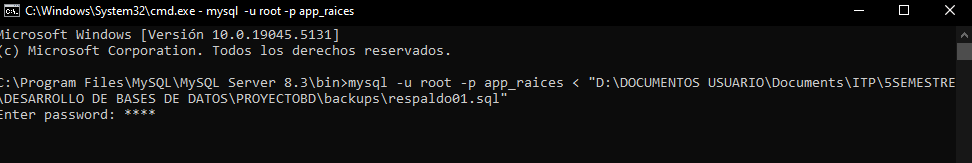 C:\Windows\System32\cmd.exe - mysql  -u root -p app_raices
Microsoft Windows [Versión 10.0.19045.5131]
(c) Microsoft Corporation. Todos los derechos reservados.
C:\Program Files\MySQL\MySQL Server 8.3\bin>mysql -u root -p app_raices < "D:\DOCUMENTOS USUARIO\Documents\ITP\5SEMESTRE
\DESARROLLO DE BASES DE DATOS\PROYECTOBD\backups\respaldo01.sql"
Enter password: ****